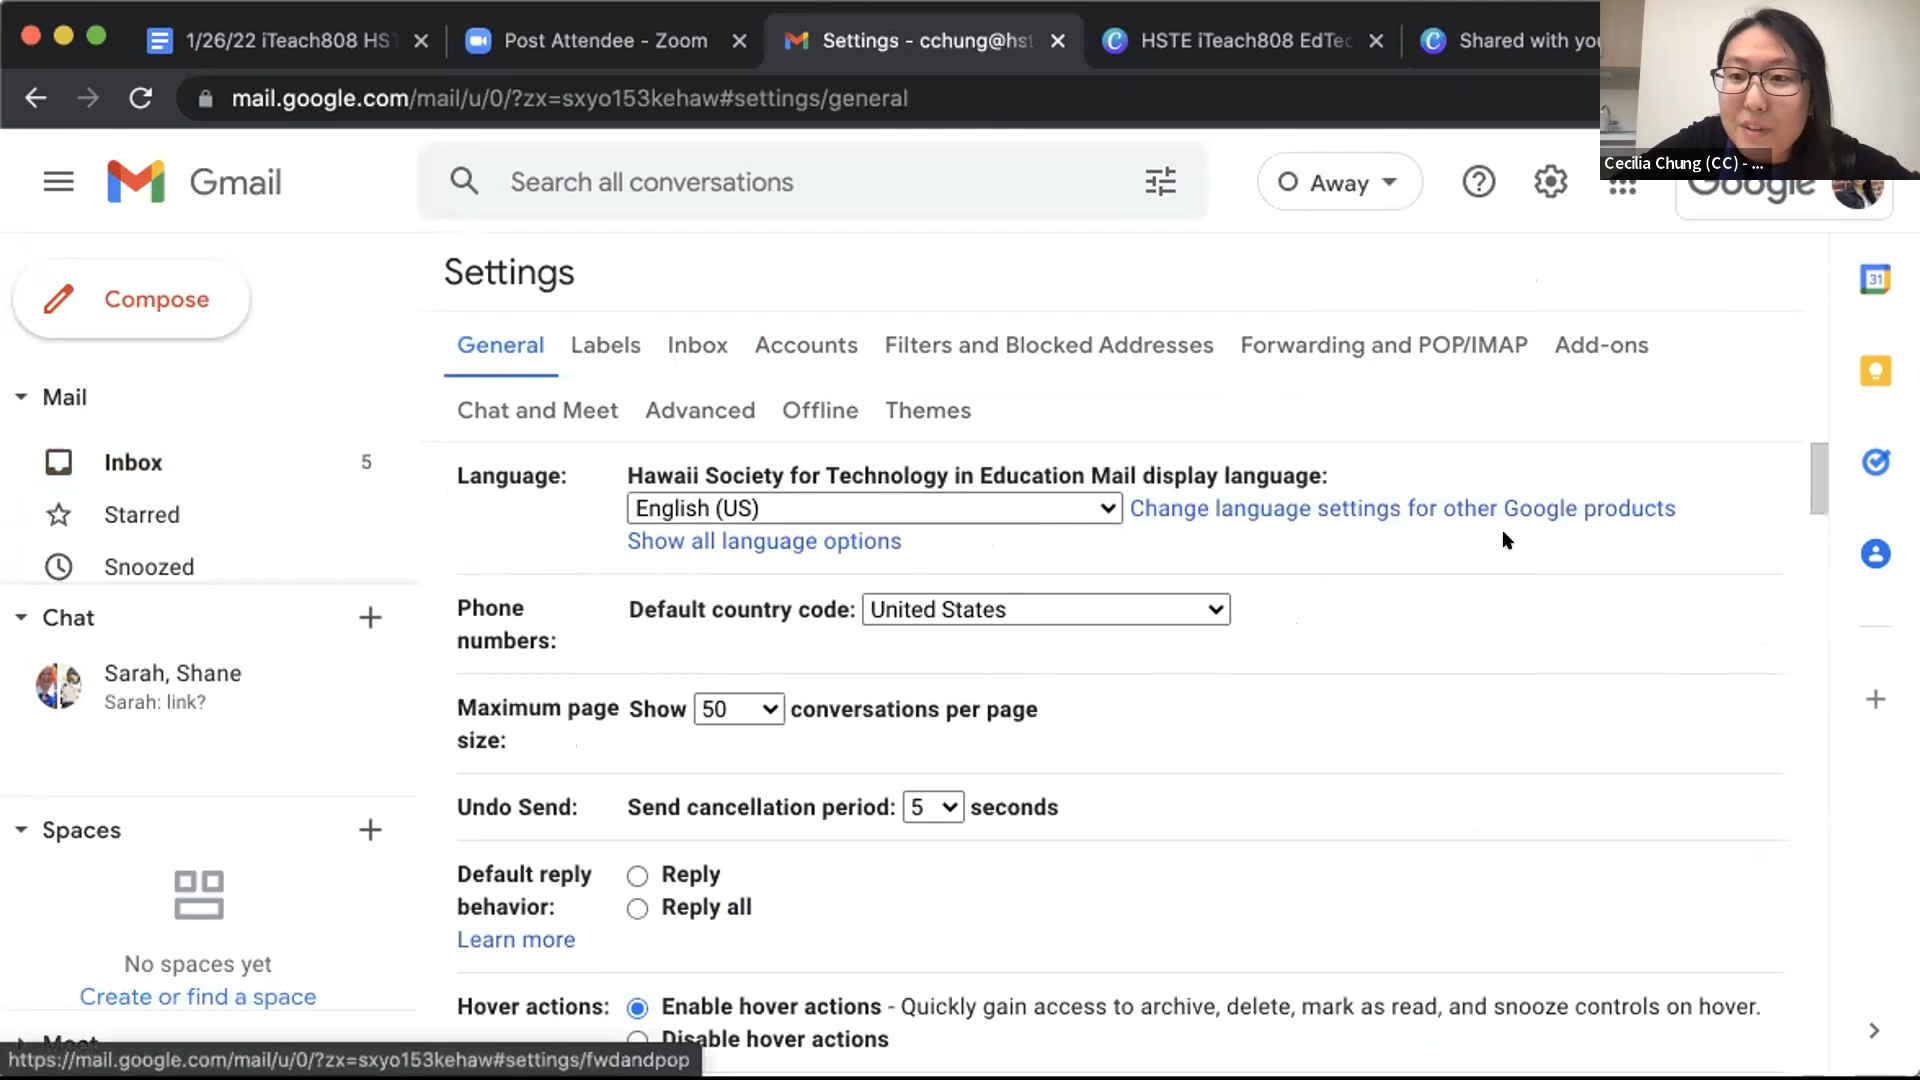 1/26/22 iTeach808 HST
Post Attendee - Zoom
Settings - cchung@hst
HSTE iTeach808 EdTec
Shared with you
mail.google.com/mail/u/0/?zx=sxyo153kehaw#settings/general
Cecilia Chung (CC) - ...
Gmail
Search all conversations
Away
Google
Compose
Settings
General Labels Inbox Accounts Filters and Blocked Addresses Forwarding and POP/IMAP Add-ons
Chat and Meet Advanced Offline Themes
Mail
Inbox 5
Starred
Snoozed
Chat
Sarah, Shane
Sarah: link?
Spaces
No spaces yet
Create or find a space
Meet
Language: Hawaii Society for Technology in Education Mail display language:
English (US) Change language settings for other Google products
Show all language options
Phone numbers: Default country code: United States
Maximum page size: Show 50 conversations per page
Undo Send: Send cancellation period: 5 seconds
Default reply behavior:
Reply
Reply all
Learn more
Hover actions: Enable hover actions - Quickly gain access to archive, delete, mark as read, and snooze controls on hover.
Disable hover actions
31
https://mail.google.com/mail/u/0/?zx=sxyo153kehaw#settings/fwdandpop